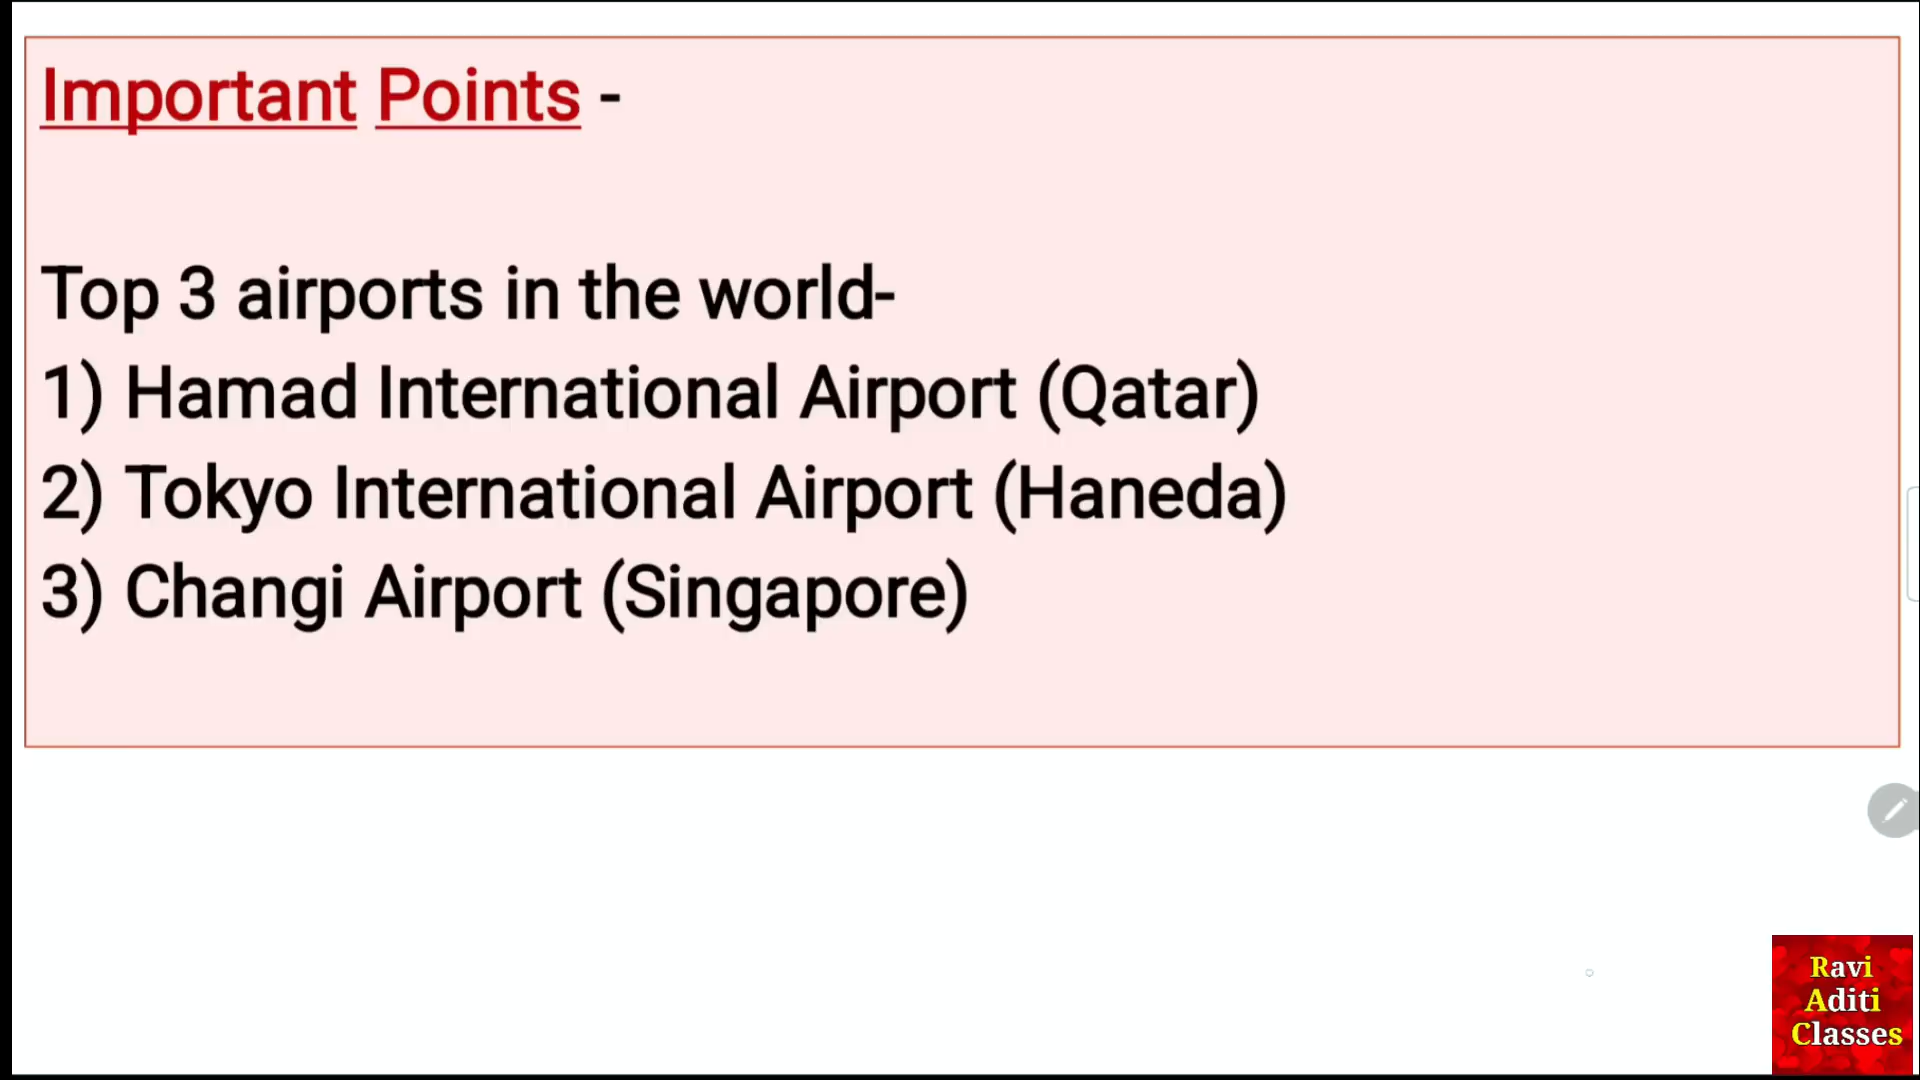 Important Points -
Top 3 airports in the world-
1) Hamad International Airport (Qatar)
2) Tokyo International Airport (Haneda)
3) Changi Airport (Singapore)
Ravi
Aditi
Classes